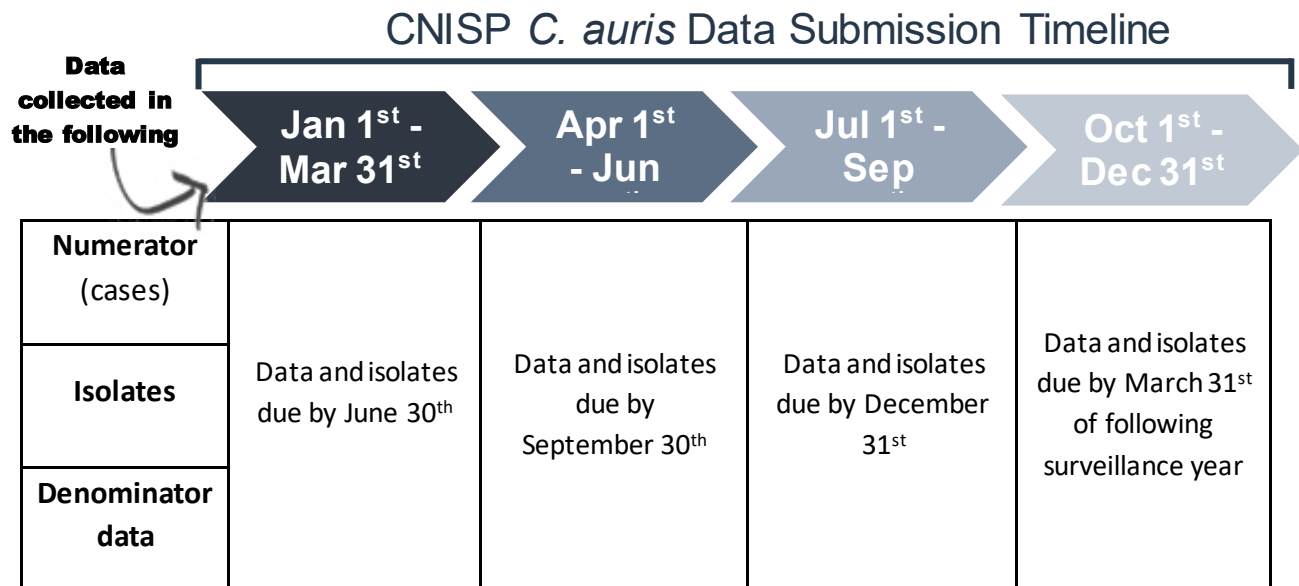 CNISP C. auris Data Submission Timeline
Data
collected in
the following
Jan 1st -
Mar 31st
Apr 1st
- Jun
Jul 1st -
Sep
Oct 1st -
Dec 31st
Numerator
(cases)
Isolates
Denominator
data
Data and isolates
due by June 30th
Data and isolates
due by
September 30th
Data and isolates
due by December
31st
Data and isolates
due by March 31st
of following
surveillance year